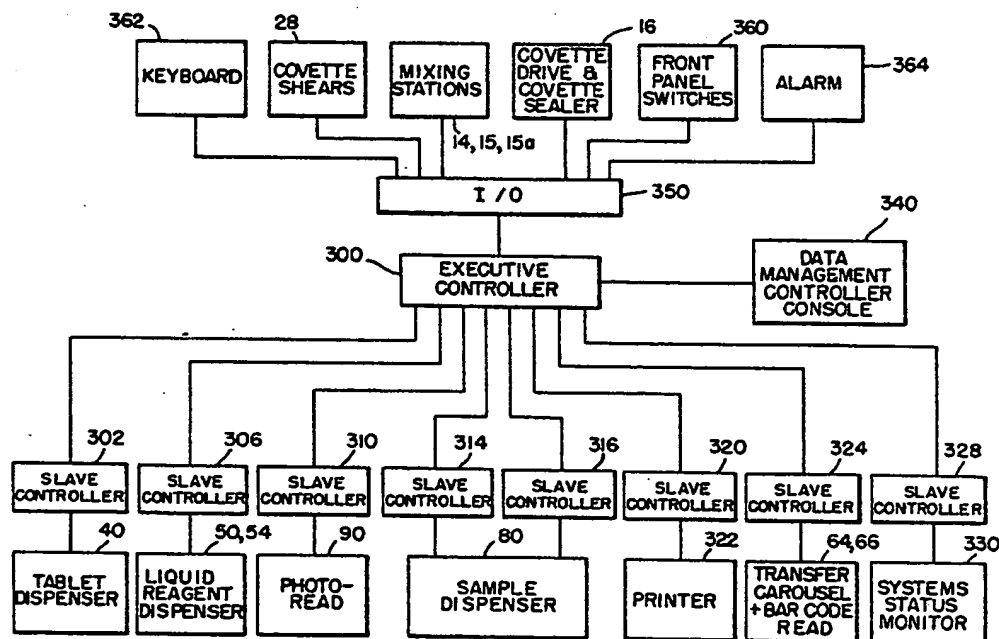 362
28
16
360
364
KEYBOARD
COVETTE
SHEARS
MIXING
STATIONS
COVETTE
DRIVE &
COVETTE
SEALER
FRONT
PANEL
SWITCHES
ALARM
14, 15, 15a
I/O
350
340
300
EXECUTIVE
CONTROLLER
DATA
MANAGEMENT
CONTROLLER
CONSOLE
302
306
310
314
316
320
324
328
SLAVE
CONTROLLER
SLAVE
CONTROLLER
SLAVE
CONTROLLER
SLAVE
CONTROLLER
SLAVE
CONTROLLER
SLAVE
CONTROLLER
SLAVE
CONTROLLER
SLAVE
CONTROLLER
40
50,54
90
80
322
64,66
330
TABLET
DISPENSER
LIQUID
REAGENT
DISPENSER
PHOTO-
READ
SAMPLE
DISPENSER
PRINTER
TRANSFER
CAROUSEL
+ BAR CODE
READ
SYSTEMS
STATUS
MONITOR